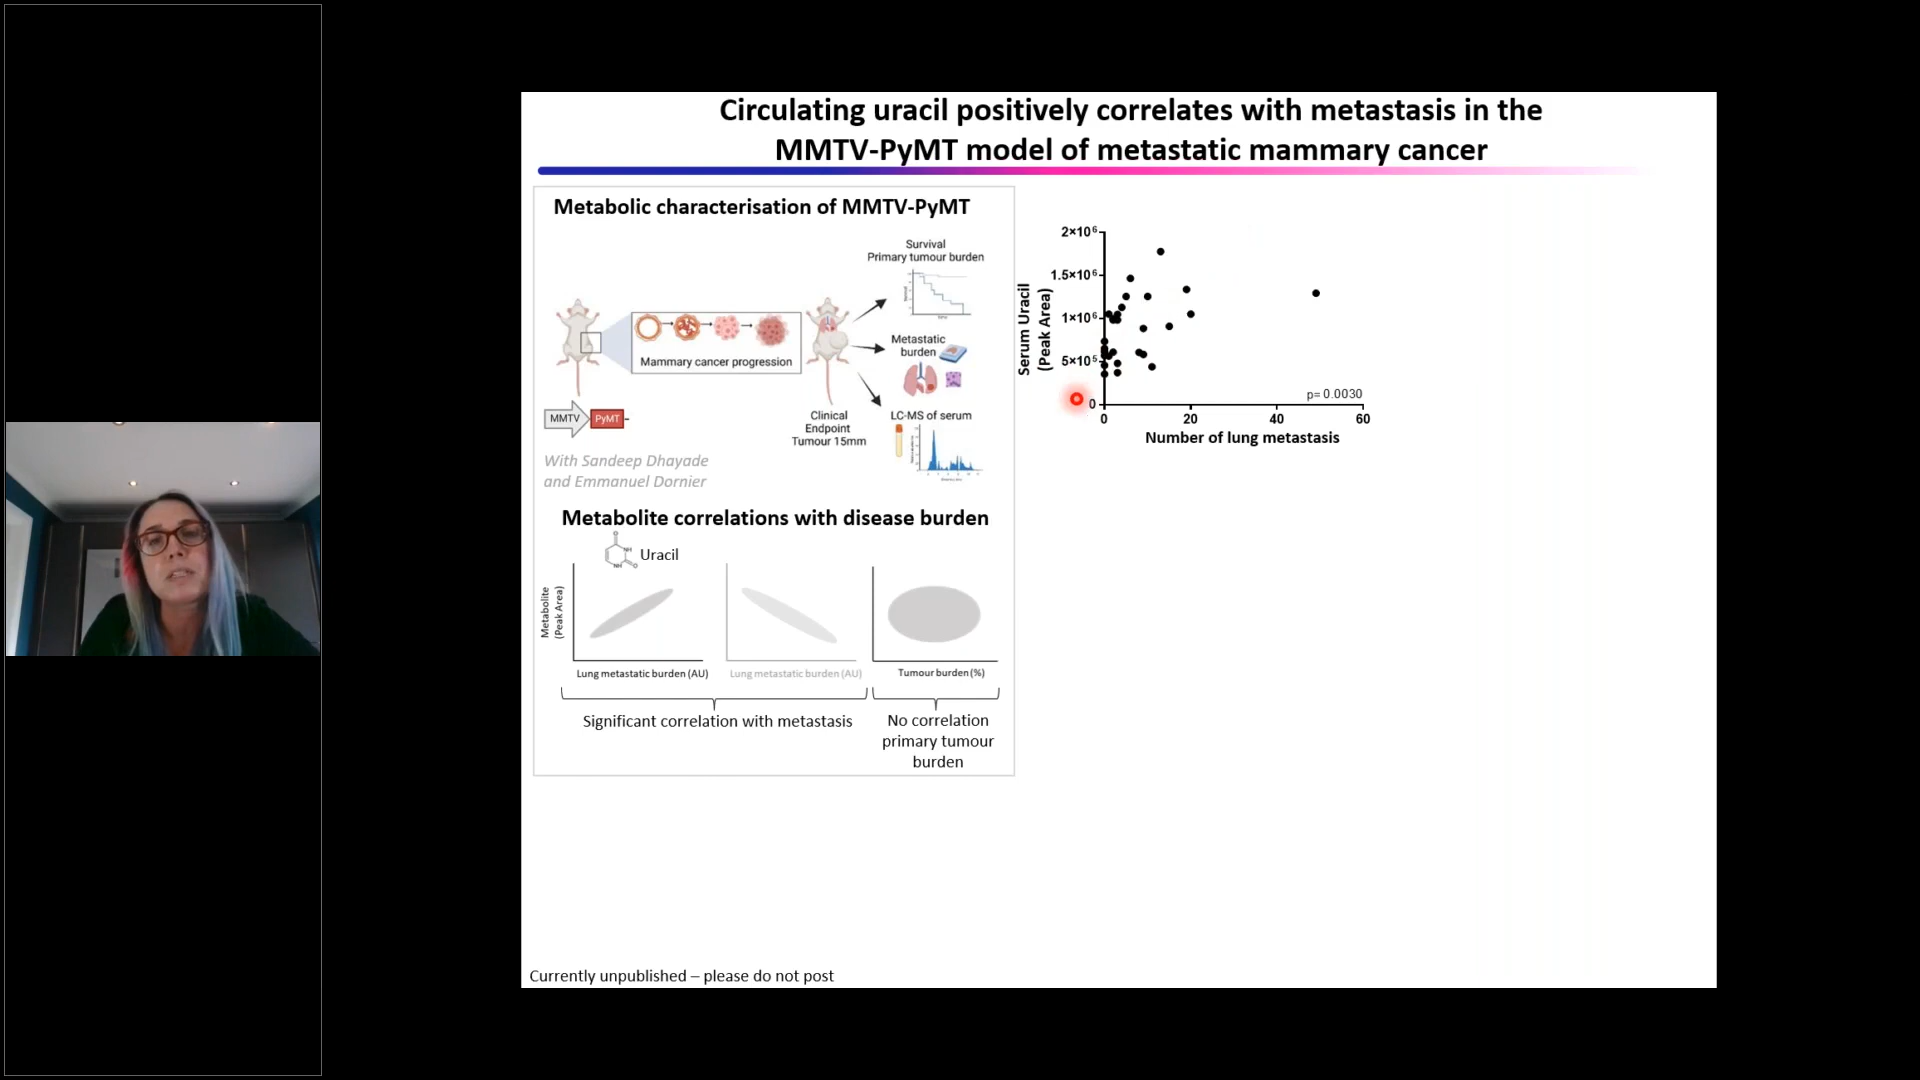 Circulating uracil positively correlates with metastasis in the
MMTV-PyMT model of metastatic mammary cancer
Metabolic characterisation of MMTV-PyMT
Survival
Primary tumour burden
Mammary cancer progression
Metastatic
burden
MMTV
PyMT
Clinical
Endpoint
Tumour 15mm
LC-MS of serum
With Sandeep Dhayade
and Emmanuel Dornier
Metabolite correlations with disease burden
O
NH
NH
O
Uracil
Metabolite
(Peak Area)
Lung metastatic burden (AU)
Lung metastatic burden (AU)
Tumour burden (%)
Significant correlation with metastasis
No correlation
primary tumour
burden
Serum Uracil
(Peak Area)
2×10⁶
1.5×10⁶
1×10⁶
5×10⁵
0
p= 0.0030
0 20 40 60
Number of lung metastasis
Currently unpublished – please do not post